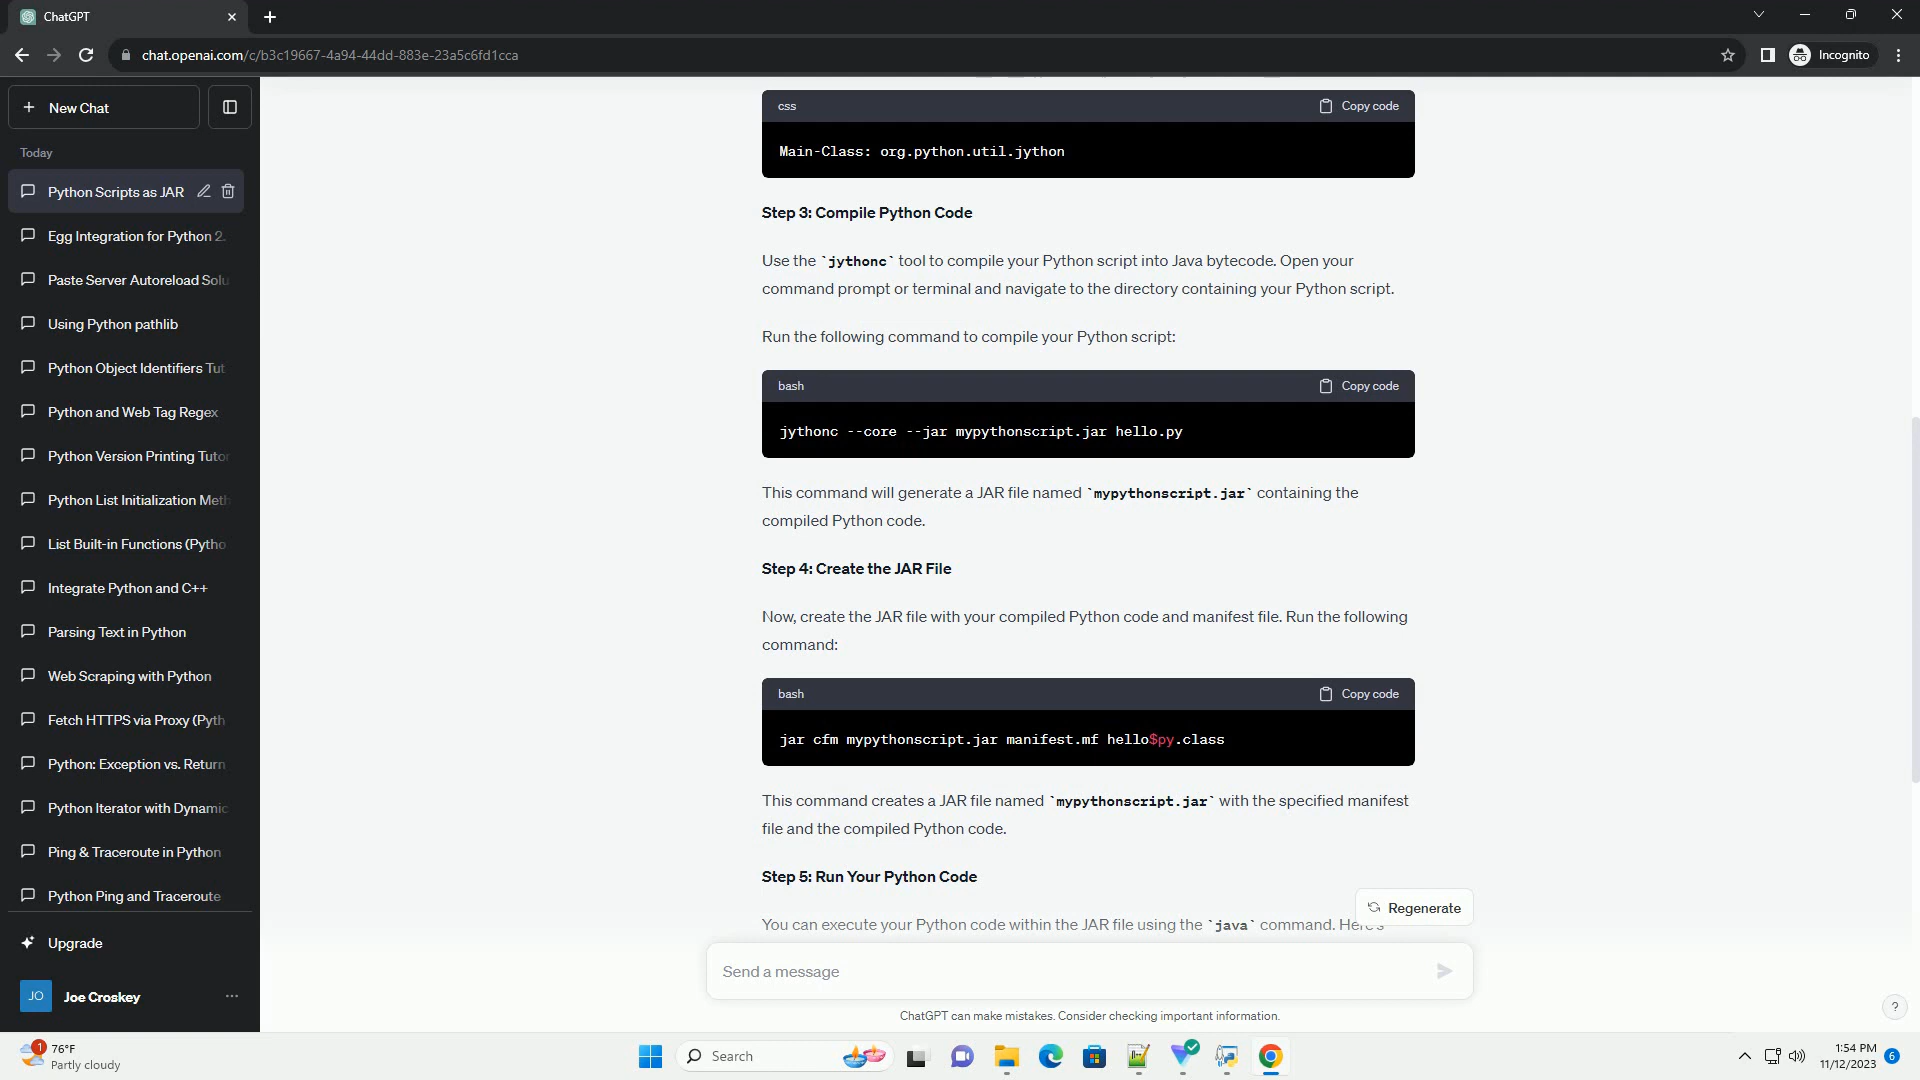 ChatGPT
chat.openai.com/c/b3c19667-4a94-44dd-883e-23a5c6fd1cca
Incognito
New Chat
Today
Python Scripts as JAR
Egg Integration for Python 2.
Paste Server Autoreload Solu
Using Python pathlib
Python Object Identifiers Tut
Python and Web Tag Regex
Python Version Printing Tutor
Python List Initialization Meth
List Built-in Functions (Pytho
Integrate Python and C++
Parsing Text in Python
Web Scraping with Python
Fetch HTTPS via Proxy (Pyth
Python: Exception vs. Return
Python Iterator with Dynamic
Ping & Traceroute in Python
Python Ping and Traceroute
Upgrade
JO Joe Croskey
css Copy code
Main-Class: org.python.util.jython
Step 3: Compile Python Code
Use the `jythonc` tool to compile your Python script into Java bytecode. Open your
command prompt or terminal and navigate to the directory containing your Python script.
Run the following command to compile your Python script:
bash Copy code
jythonc --core --jar mypythonscript.jar hello.py
This command will generate a JAR file named `mypythonscript.jar` containing the
compiled Python code.
Step 4: Create the JAR File
Now, create the JAR file with your compiled Python code and manifest file. Run the following
command:
bash Copy code
jar cfm mypythonscript.jar manifest.mf hello$py.class
This command creates a JAR file named `mypythonscript.jar` with the specified manifest
file and the compiled Python code.
Step 5: Run Your Python Code
Regenerate
You can execute your Python code within the JAR file using the `java` command. Here's
Send a message
ChatGPT can make mistakes. Consider checking important information.
?
1
76°F
Partly cloudy
Search
1:54 PM
11/12/2023
6